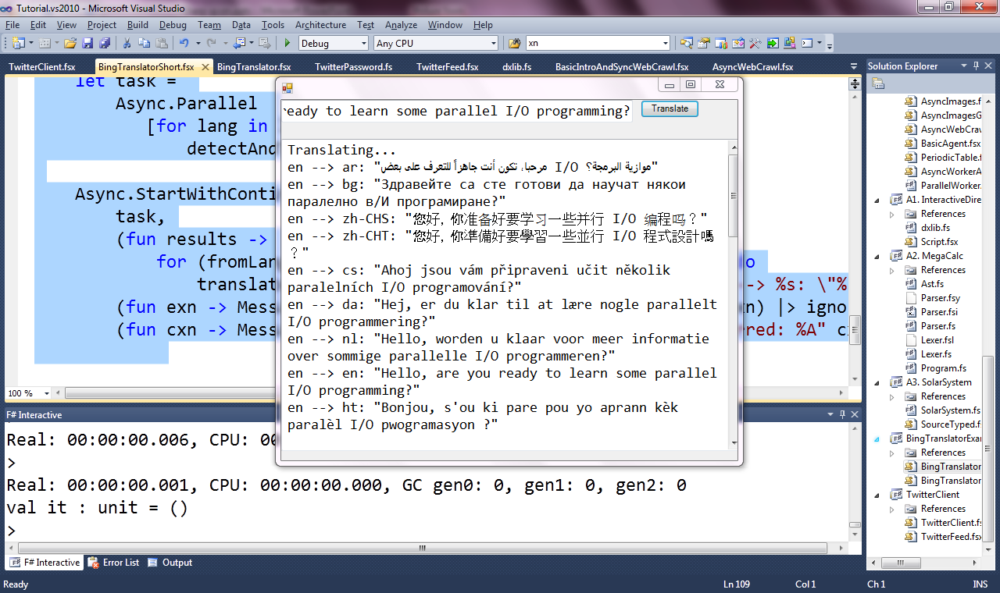 Tutorial.vs2010 - Microsoft Visual Studio
File Edit View Project Build Debug Team Data Tools Architecture Test Analyze Window Help
Debug Any CPU xn
TwitterClient.fsx BingTranslatorShort.fsx BingTranslator.fsx TwitterPassword.fs TwitterFeed.fsx dxlib.fs BasicIntroAndSyncWebCrawl.fsx AsyncWebCrawl.fsx
let task =
Async.Parallel
[for lang in
detectAnd
Async.StartWithConti
task,
(fun results ->
for (fromLan o
translat -> %s: \"%
(fun exn -> Mess n) |> igno
(fun cxn -> Mess rred: %A" cx
100 %
eady to learn some parallel I/O programming?
Translate
Translating...
en --> ar: "مرحبا، تكون أنت جاهزاً للتعرف على بعض I/O موازية البرمجة؟"
en --> bg: "Здравейте са сте готови да научат някои
паралелно в/И програмиране?"
en --> zh-CHS: "您好, 你准备好要学习一些并行 I/O 编程吗？"
en --> zh-CHT: "您好, 你準備好要學習一些並行 I/O 程式設計嗎
？"
en --> cs: "Ahoj jsou vám připraveni učit několik
paralelních I/O programování?"
en --> da: "Hej, er du klar til at lære nogle parallelt
I/O programmering?"
en --> nl: "Hello, worden u klaar voor meer informatie
over sommige parallelle I/O programmeren?"
en --> en: "Hello, are you ready to learn some parallel
I/O programming?"
en --> ht: "Bonjou, s'ou ki pare pou yo aprann kèk
paralèl I/O pwogramasyon ?"
F# Interactive
Real: 00:00:00.006, CPU: 00
>
Real: 00:00:00.001, CPU: 00:00:00.000, GC gen0: 0, gen1: 0, gen2: 0
val it : unit = ()
>
F# Interactive Error List Output
Solution Explorer
AsyncImages.f
AsyncImagesG
AsyncWebCraw
BasicAgent.fsx
PeriodicTable.f
AsyncWorkerA
ParallelWorker.
A1. InteractiveDire
References
dxlib.fs
Script.fsx
A2. MegaCalc
References
Ast.fs
Parser.fsy
Parser.fsi
Parser.fs
Lexer.fsl
Lexer.fs
Program.fs
A3. SolarSystem
References
SolarSystem.fs
SourceTyped.f
BingTranslatorExa
References
BingTranslator
BingTranslator
TwitterClient
References
TwitterClient.fs
TwitterFeed.fsx
Ready Ln 109 Col 1 Ch 1 INS